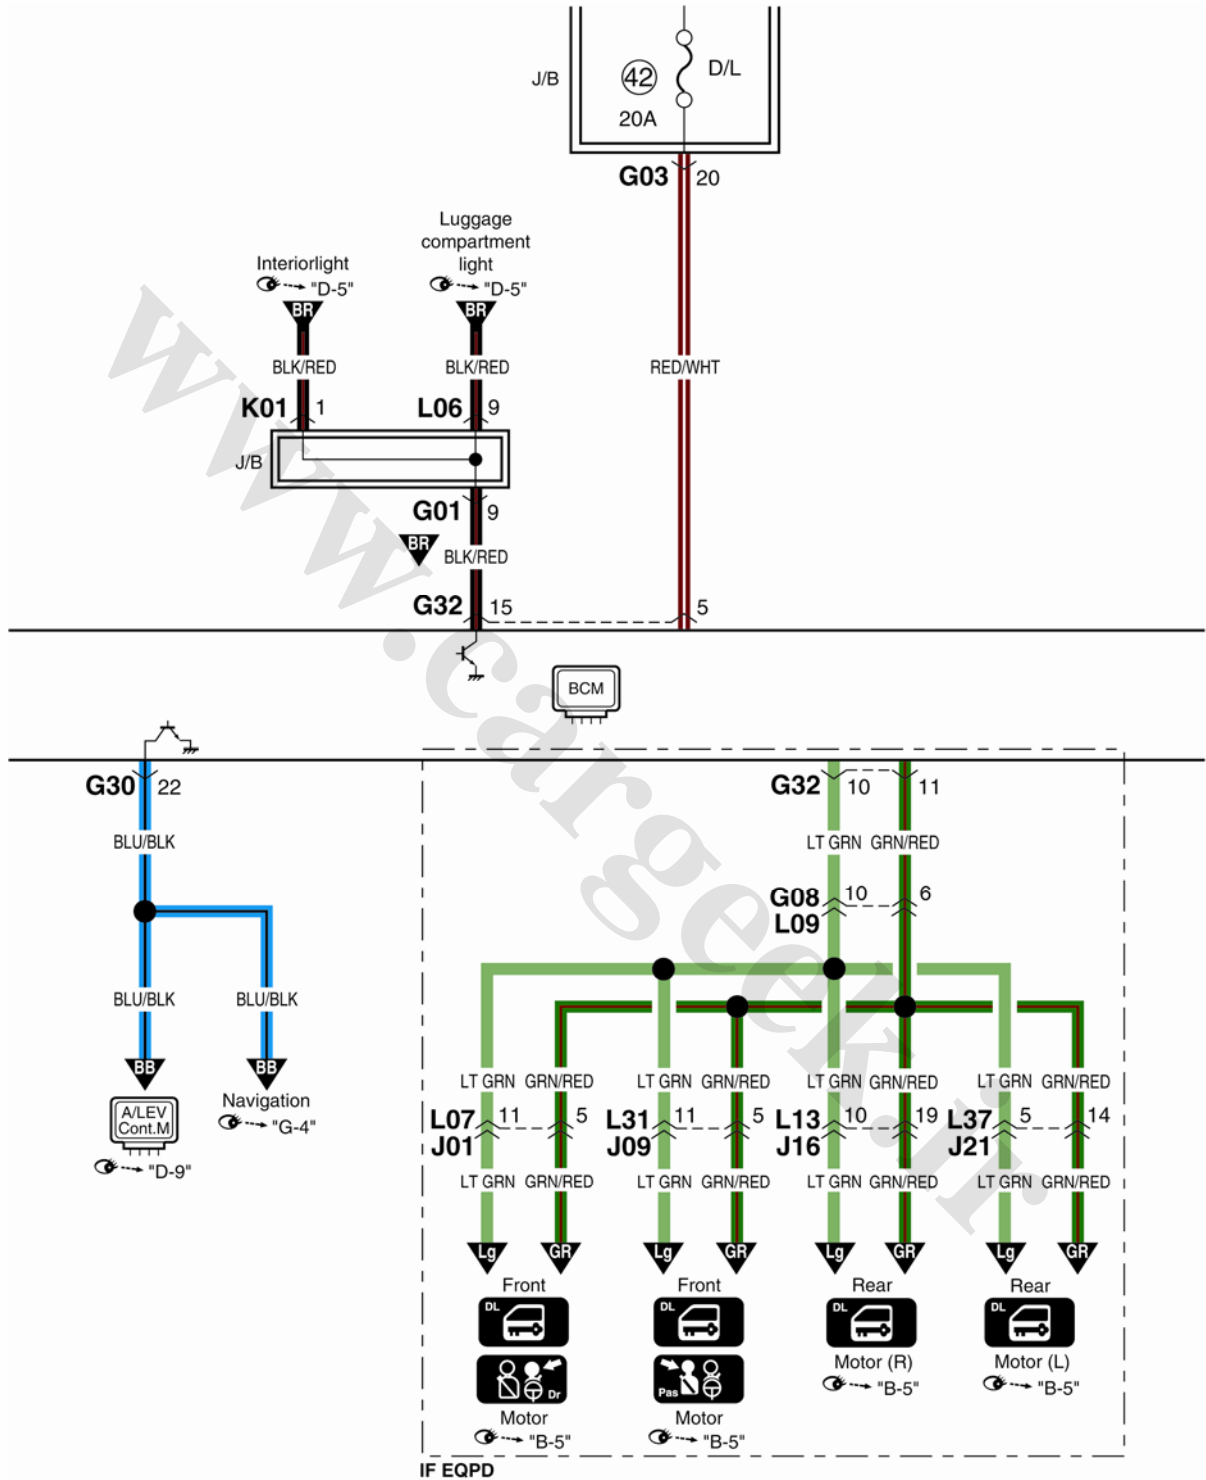 J/B
42
D/L
20A
G03
20
Luggage
compartment
light
Interiorlight
"D-5"
"D-5"
BR
BR
BLK/RED
BLK/RED
RED/WHT
K01
1
L06
9
J/B
G01
9
BR
BLK/RED
G32
15
5
BCM
G30
22
G32
10
11
BLU/BLK
LT GRN
GRN/RED
G08
10
6
L09
BLU/BLK
BLU/BLK
BB
BB
LT GRN
GRN/RED
LT GRN
GRN/RED
LT GRN
GRN/RED
LT GRN
GRN/RED
A/LEV
Cont.M
Navigation
"G-4"
"D-9"
L07
11
5
L31
11
5
L13
10
19
L37
5
14
J01
J09
J16
J21
LT GRN
GRN/RED
LT GRN
GRN/RED
LT GRN
GRN/RED
LT GRN
GRN/RED
Lg
GR
Lg
GR
Lg
GR
Lg
GR
Front
Front
Rear
Rear
DL
DL
DL
DL
Dr
Pas
Motor (R)
Motor (L)
"B-5"
"B-5"
Motor
Motor
"B-5"
"B-5"
IF EQPD
www.cargeek.ir